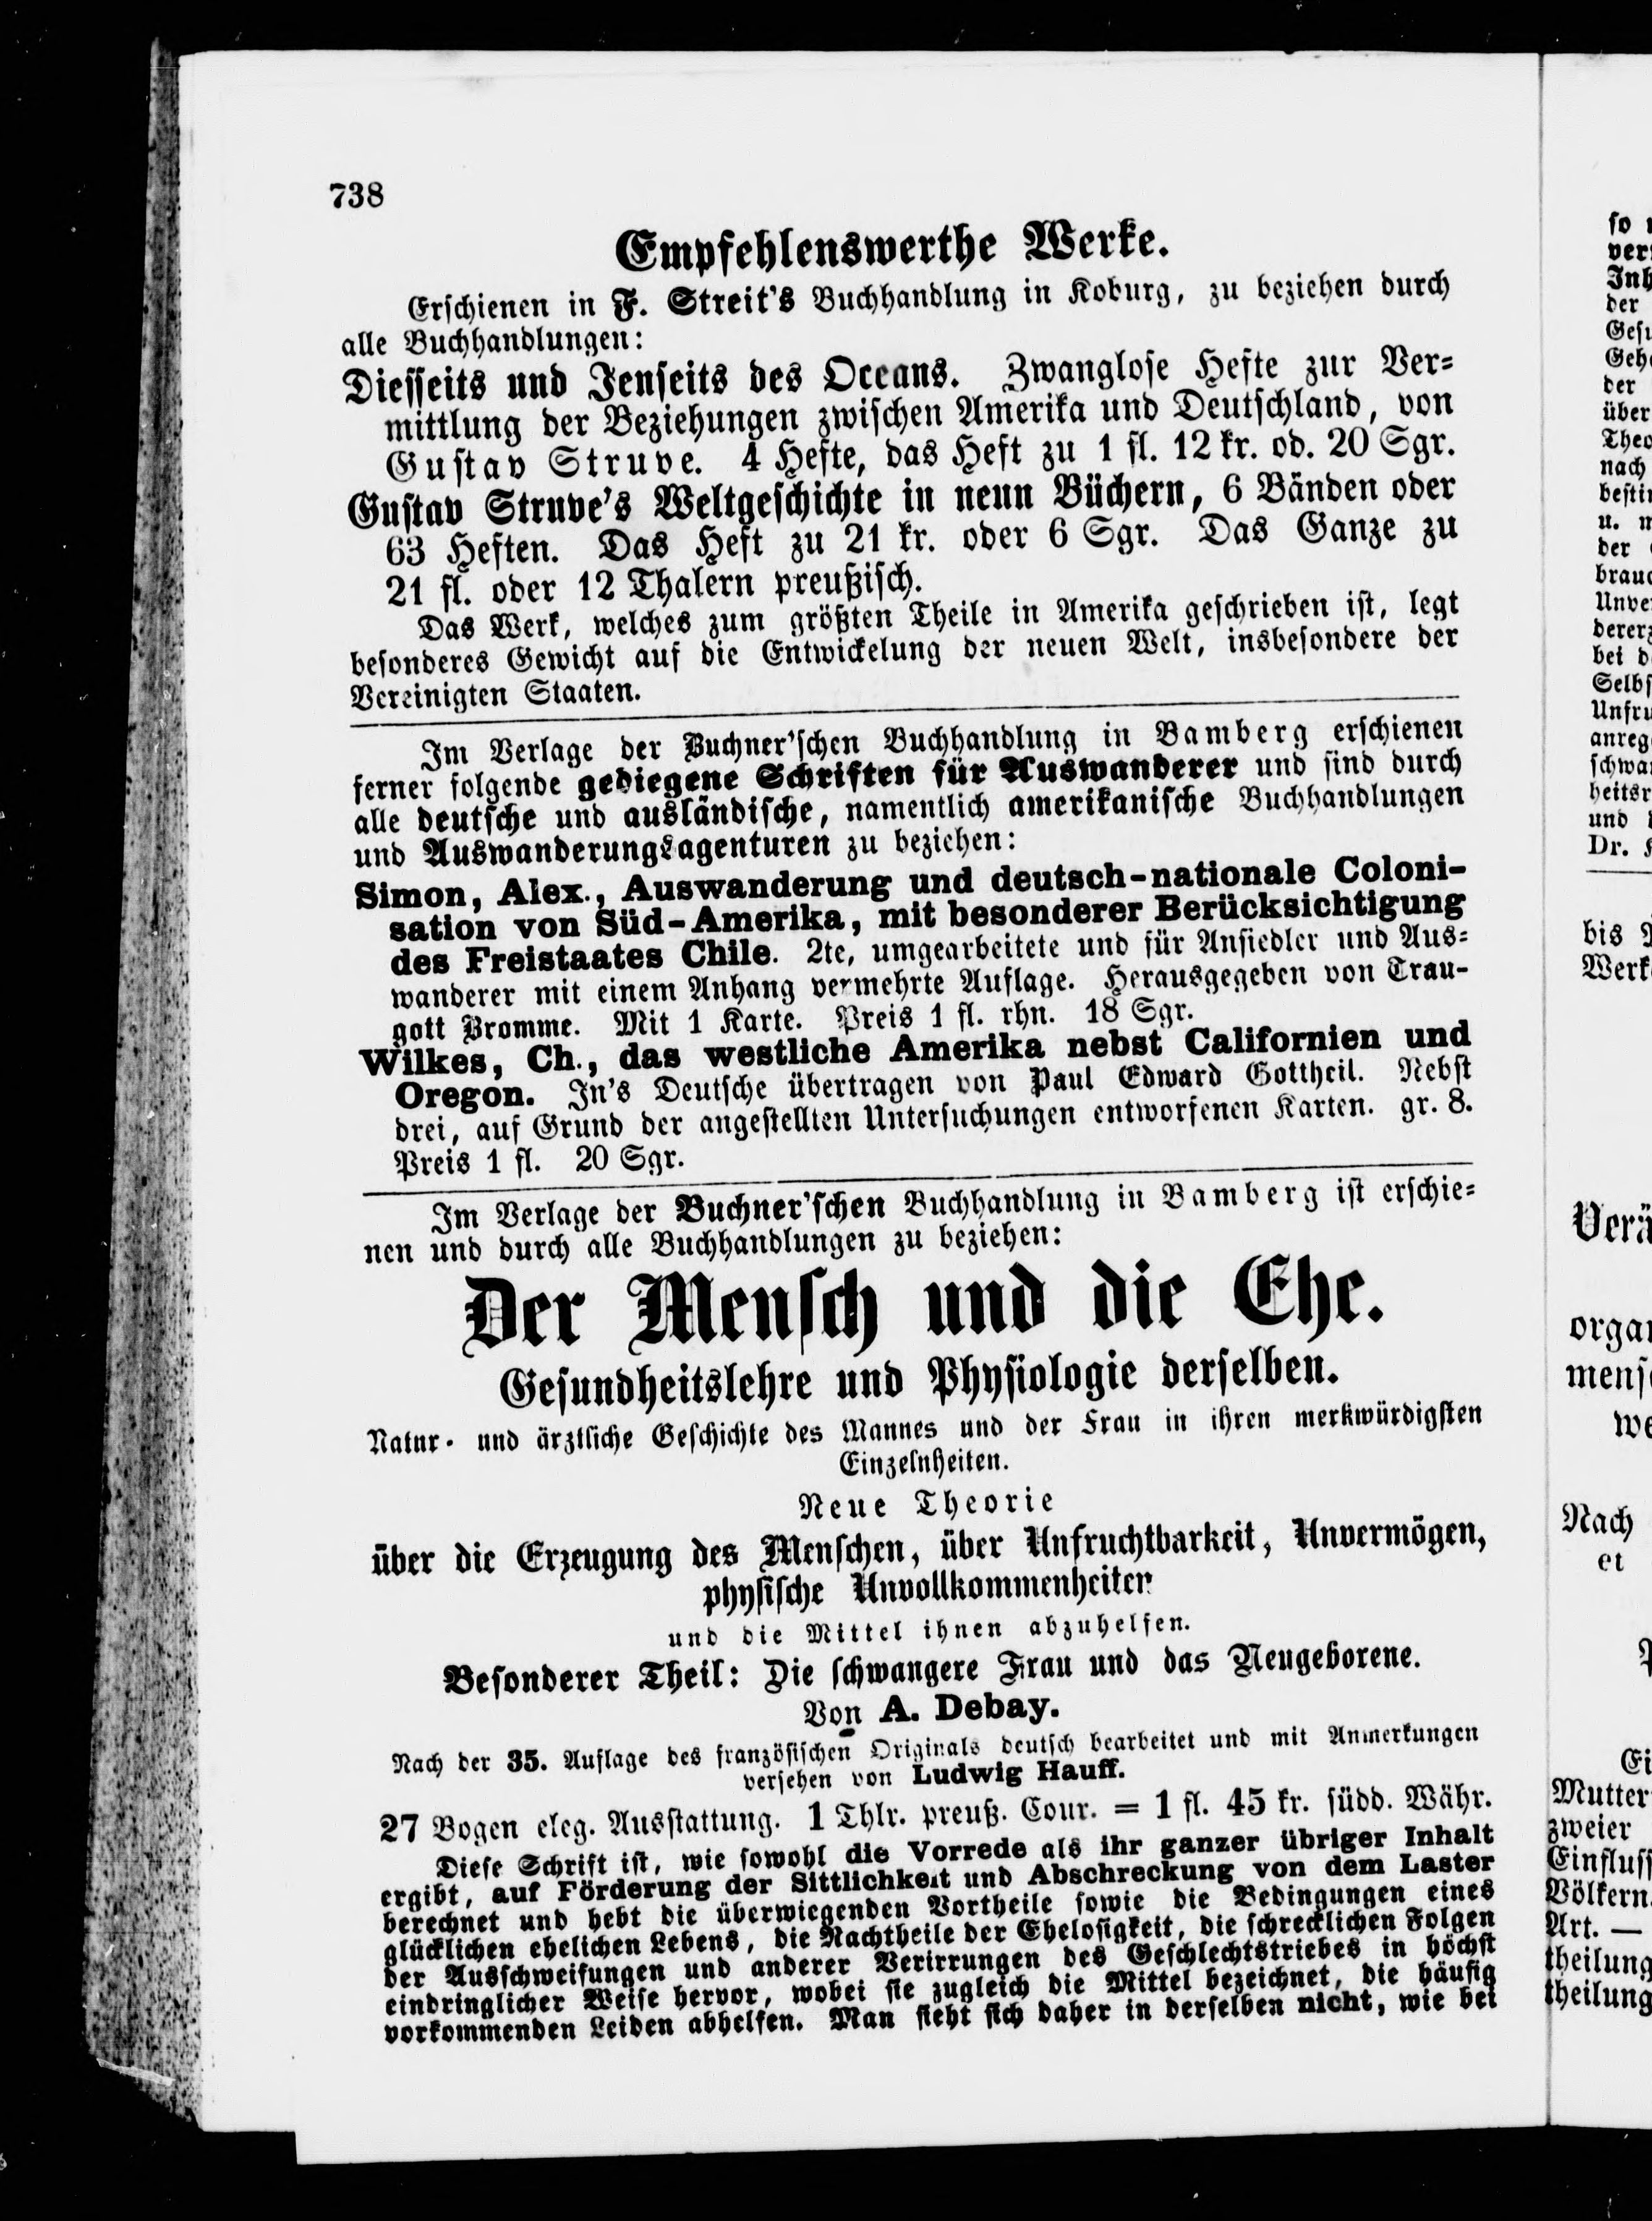 738
Empfehlenswerthe Werke.
Erschienen in F. Streit's Buchhandlung in Koburg, zu beziehen durch
alle Buchhandlungen:
Diesseits und Jenseits des Oceans. Zwanglose Hefte zur Ver-
mittlung der Beziehungen zwischen Amerika und Deutschland, von
Gustav Struve. 4 Hefte, das Heft zu 1 fl. 12 kr. od. 20 Sgr.
Gustav Struve's Weltgeschichte in neun Büchern, 6 Bänden oder
63 Heften. Das Heft zu 21 kr. oder 6 Sgr. Das Ganze zu
21 fl. oder 12 Thalern preußisch.
Das Werk, welches zum größten Theile in Amerika geschrieben ist, legt
besonderes Gewicht auf die Entwickelung der neuen Welt, insbesondere der
Vereinigten Staaten.
Im Verlage der Buchner'schen Buchhandlung in Bamberg erschienen
ferner folgende gediegene Schriften für Auswanderer und sind durch
alle deutsche und ausländische, namentlich amerikanische Buchhandlungen
und Auswanderungsagenturen zu beziehen:
Simon, Alex., Auswanderung und deutsch-nationale Coloni-
sation von Süd-Amerika, mit besonderer Berücksichtigung
des Freistaates Chile. 2te, umgearbeitete und für Ansiedler und Aus-
wanderer mit einem Anhang vermehrte Auflage. Herausgegeben von Trau-
gott Bromme. Mit 1 Karte. Preis 1 fl. rhn. 18 Sgr.
Wilkes, Ch., das westliche Amerika nebst Californien und
Oregon. In's Deutsche übertragen von Paul Edward Gottheil. Nebst
drei, auf Grund der angestellten Untersuchungen entworfenen Karten. gr. 8.
Preis 1 fl. 20 Sgr.
Im Verlage der Buchner'schen Buchhandlung in Bamberg ist erschie-
nen und durch alle Buchhandlungen zu beziehen:
Der Mensch und die Ehe.
Gesundheitslehre und Physiologie derselben.
Natur- und ärztliche Geschichte des Mannes und der Frau in ihren merkwürdigsten
Einzelnheiten.
Neue Theorie
über die Erzeugung des Menschen, über Unfruchtbarkeit, Unvermögen,
physische Unvollkommenheiten
und die Mittel ihnen abzuhelfen.
Besonderer Theil: Die schwangere Frau und das Neugeborene.
Von A. Debay.
Nach der 35. Auflage des französischen Originals deutsch bearbeitet und mit Anmerkungen
versehen von Ludwig Hauff.
27 Bogen eleg. Ausstattung. 1 Thlr. preuß. Cour. = 1 fl. 45 kr. südd. Währ.
Diese Schrift ist, wie sowohl die Vorrede als ihr ganzer übriger Inhalt
ergibt, auf Förderung der Sittlichkeit und Abschreckung von dem Laster
berechnet und hebt die überwiegenden Vortheile sowie die Bedingungen eines
glücklichen ehelichen Lebens, die Nachtheile der Ehelosigkeit, die schrecklichen Folgen
der Ausschweifungen und anderer Verirrungen des Geschlechtstriebes in höchst
eindringlicher Weise hervor, wobei sie zugleich die Mittel bezeichnet, die häufig
vorkommenden Leiden abhelfen. Man sieht sich daher in derselben nicht, wie bei